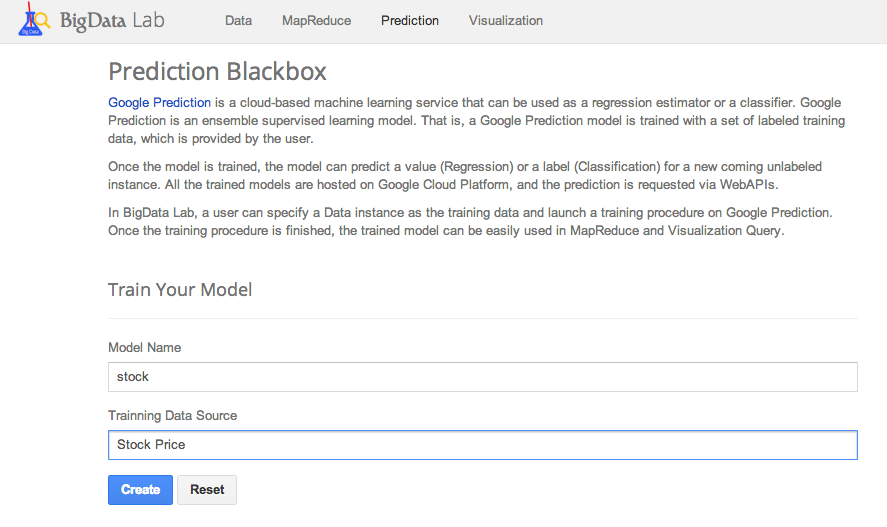 Big Data
BigData Lab
Data
MapReduce
Prediction
Visualization
Prediction Blackbox
Google Prediction is a cloud-based machine learning service that can be used as a regression estimator or a classifier. Google
Prediction is an ensemble supervised learning model. That is, a Google Prediction model is trained with a set of labeled training
data, which is provided by the user.
Once the model is trained, the model can predict a value (Regression) or a label (Classification) for a new coming unlabeled
instance. All the trained models are hosted on Google Cloud Platform, and the prediction is requested via WebAPIs.
In BigData Lab, a user can specify a Data instance as the training data and launch a training procedure on Google Prediction.
Once the training procedure is finished, the trained model can be easily used in MapReduce and Visualization Query.
Train Your Model
Model Name
stock
Trainning Data Source
Stock Price
Create
Reset